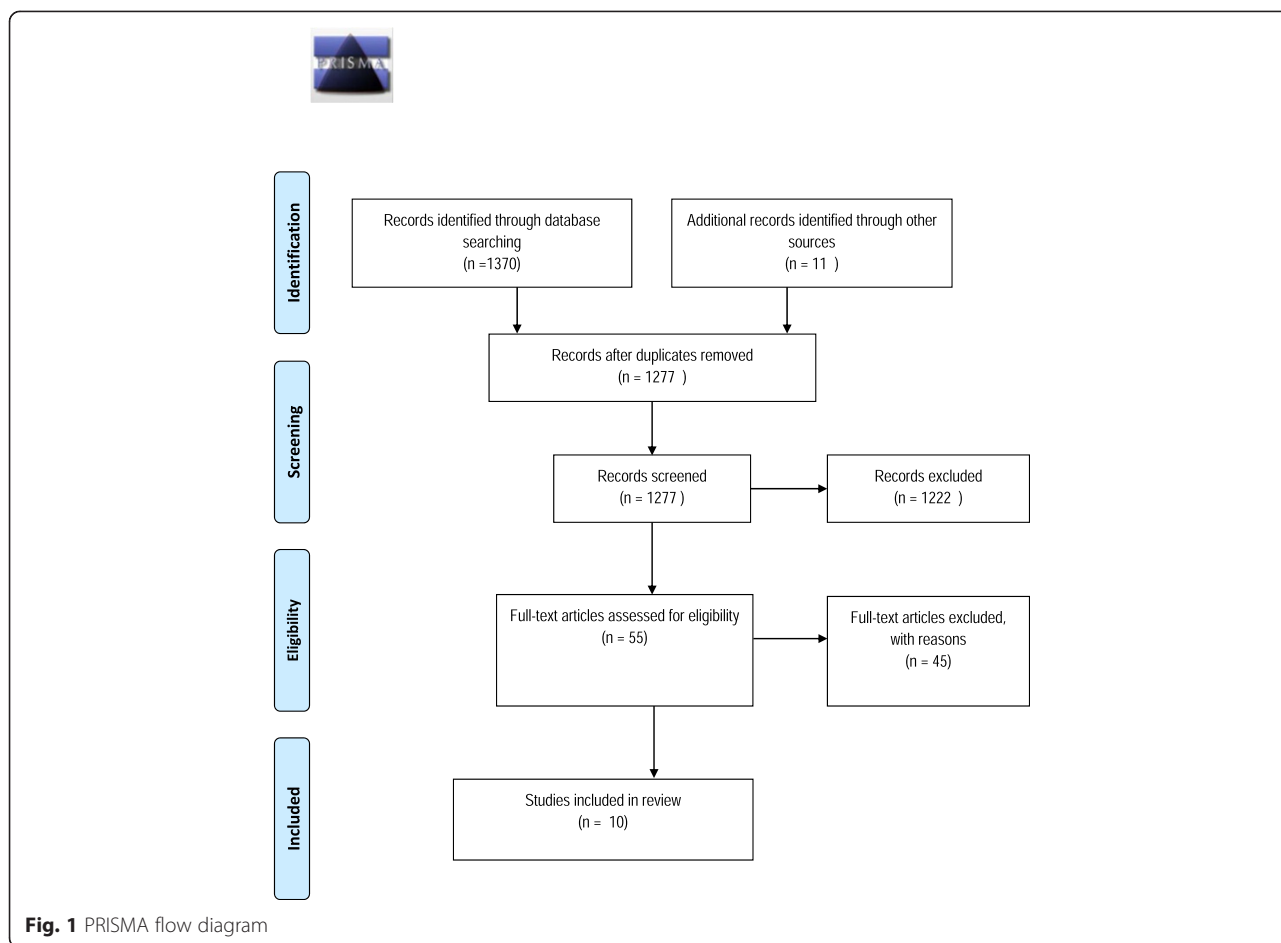 PRISMA
Identification
Records identified through database
searching
(n =1370)
Additional records identified through other
sources
(n = 11 )
Records after duplicates removed
(n = 1277 )
Screening
Records screened
(n = 1277 )
Records excluded
(n = 1222 )
Eligibility
Full-text articles assessed for eligibility
(n = 55)
Full-text articles excluded,
with reasons
(n = 45)
Included
Studies included in review
(n = 10)
Fig. 1 PRISMA flow diagram